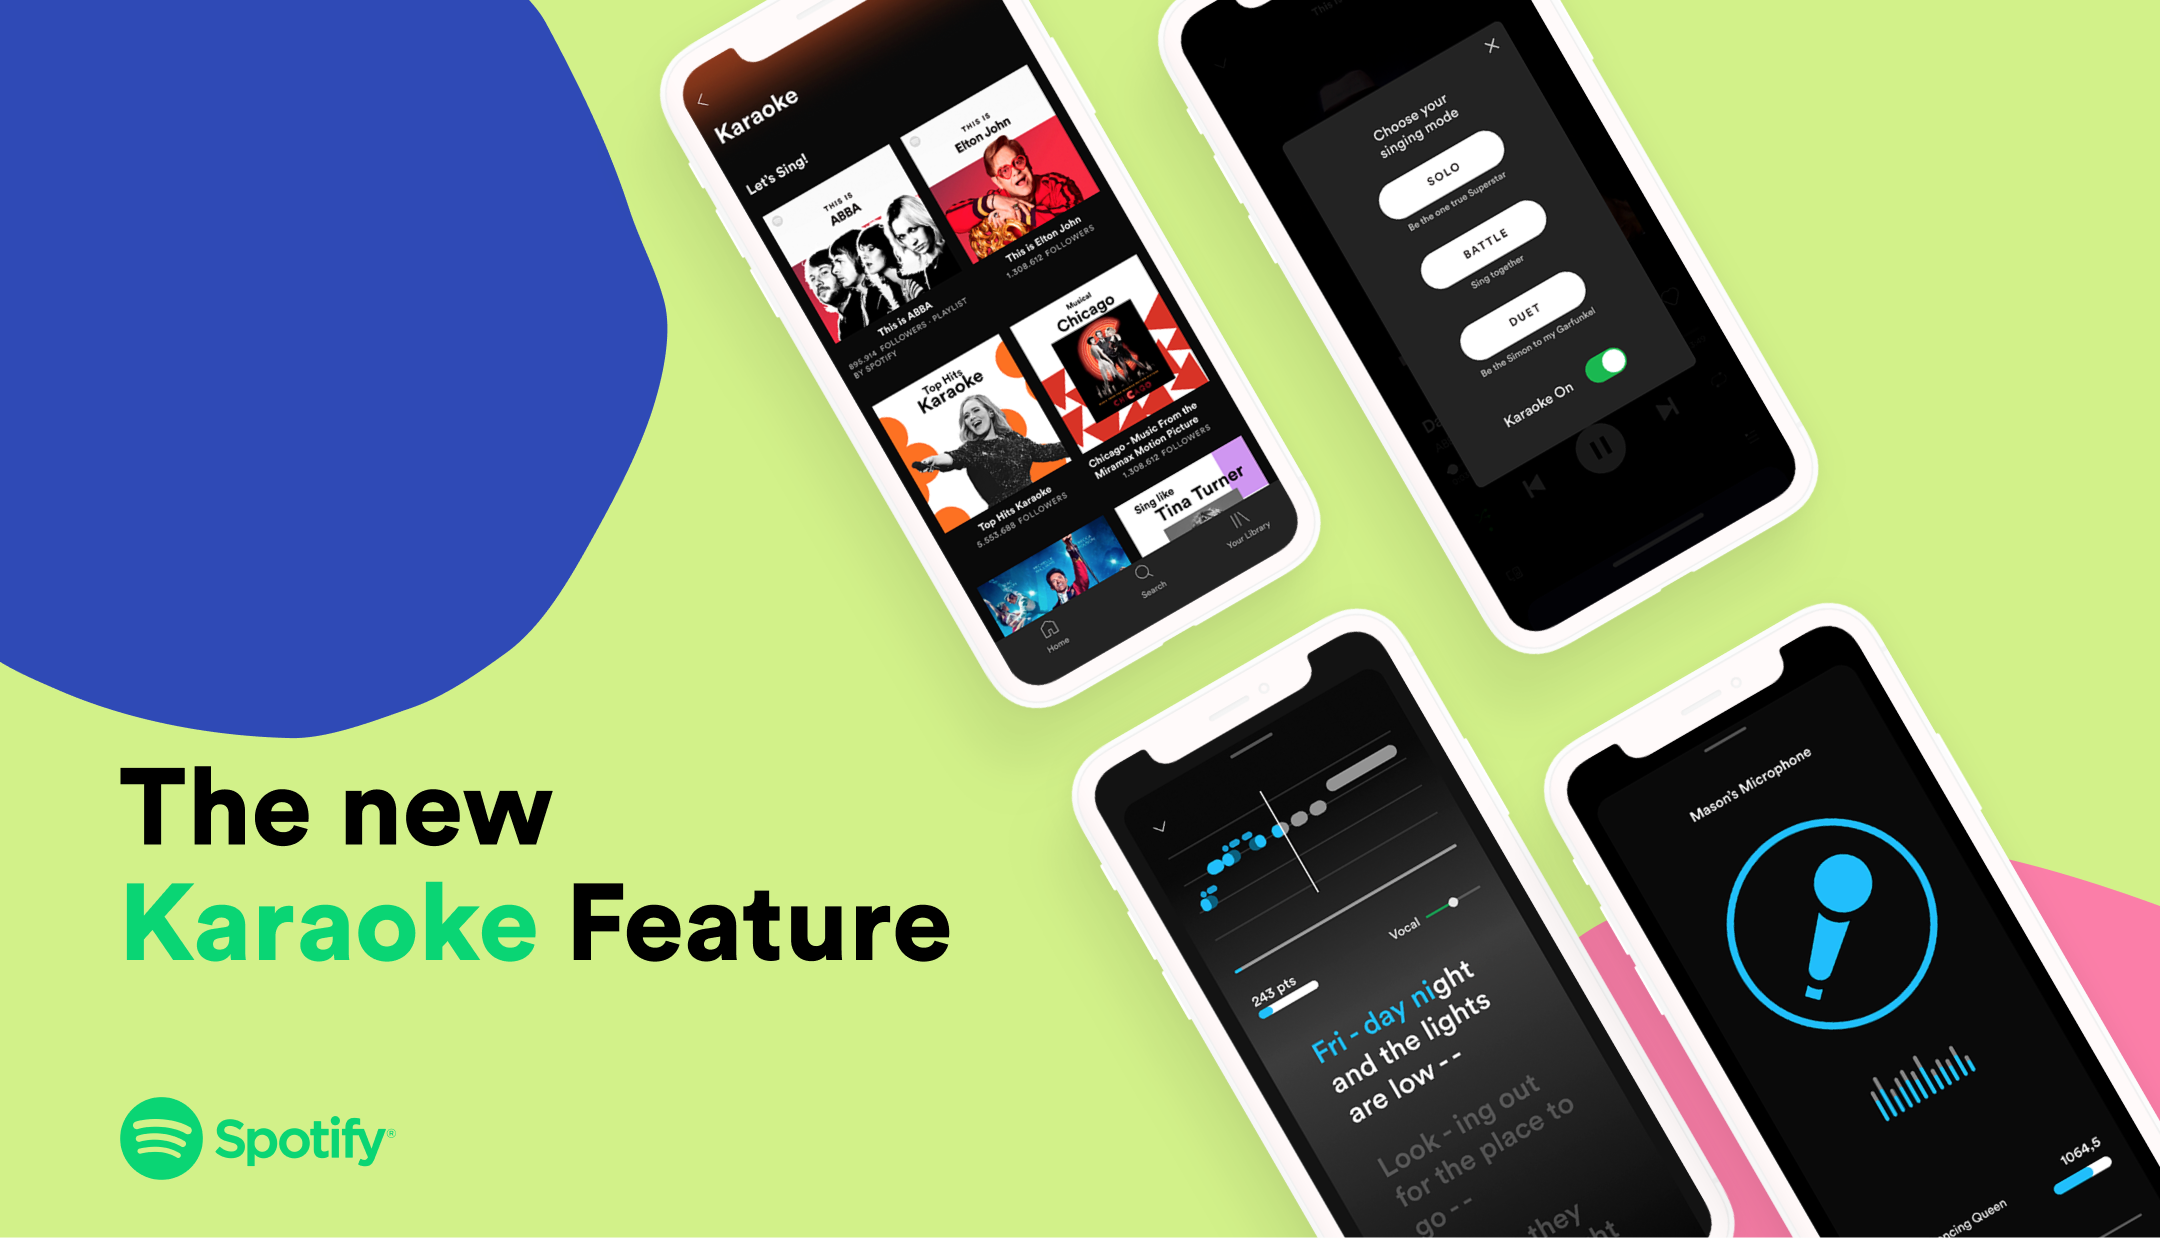 The new
Karaoke Feature
Spotify®
Karaoke
Let's Sing!
THIS IS
ABBA
This is ABBA
895.914 FOLLOWERS · PLAYLIST
BY SPOTIFY
THIS IS
Elton John
This is Elton John
1.308.612 FOLLOWERS
Top Hits
Karaoke
Top Hits Karaoke
5.553.688 FOLLOWERS
Musical
Chicago
CHICAGO
Chicago - Music From the
Miramax Motion Picture
1.308.612 FOLLOWERS
Sing like
Tina Turner
Home
Search
Your Library
This is
Choose your
singing mode
SOLO
Be the one true Superstar
BATTLE
Sing together
DUET
Be the Simon to my Garfunkel
Karaoke On
Vocal
243 pts
Fri - day night
and the lights
are low - -
Look - ing out
for the place to
go - -
they
Mason's Microphone
1064,5
ncing Queen